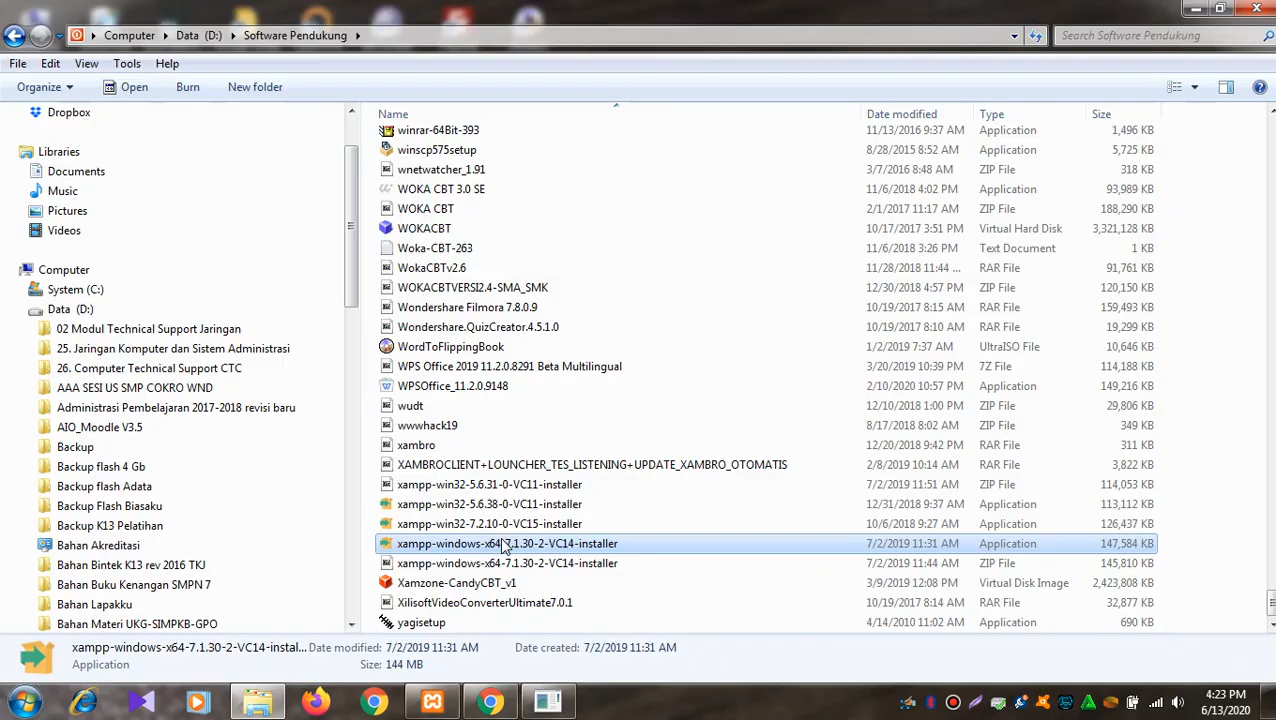 Computer Data (D:) Software Pendukung Search Software Pendukung
File Edit View Tools Help
Organize Open Burn New folder
Dropbox
Libraries
Documents
Music
Pictures
Videos
Computer
System (C:)
Data (D:)
02 Modul Technical Support Jaringan
25. Jaringan Komputer dan Sistem Administrasi
26. Computer Technical Support CTC
AAA SESI US SMP COKRO WND
Administrasi Pembelajaran 2017-2018 revisi baru
AIO_Moodle V3.5
Backup
Backup flash 4 Gb
Backup flash Adata
Backup Flash Biasaku
Backup K13 Pelatihan
Bahan Akreditasi
Bahan Bintek K13 rev 2016 TKJ
Bahan Buku Kenangan SMPN 7
Bahan Lapakku
Bahan Materi UKG-SIMPKB-GPO
Name Date modified Type Size
winrar-64Bit-393 11/13/2016 9:37 AM Application 1,496 KB
winscp575setup 8/28/2015 8:52 AM Application 5,725 KB
wnetwatcher_1.91 3/7/2016 8:48 AM ZIP File 318 KB
WOKA CBT 3.0 SE 11/6/2018 4:02 PM Application 93,989 KB
WOKA CBT 2/1/2017 11:17 AM ZIP File 188,290 KB
WOKACBT 10/17/2017 3:51 PM Virtual Hard Disk 3,321,128 KB
Woka-CBT-263 11/6/2018 3:26 PM Text Document 1 KB
WokaCBTv2.6 11/28/2018 11:44 ... RAR File 91,761 KB
WOKACBTVERSI2.4-SMA_SMK 12/30/2018 4:57 PM RAR File 120,150 KB
Wondershare Filmora 7.8.0.9 10/19/2017 8:15 AM RAR File 159,493 KB
Wondershare.QuizCreator.4.5.1.0 10/19/2017 8:10 AM RAR File 19,299 KB
WordToFlippingBook 1/2/2019 7:37 AM UltraISO File 10,646 KB
WPS Office 2019 11.2.0.8291 Beta Multilingual 3/20/2019 10:39 PM 7Z File 114,188 KB
WPSOffice_11.2.0.9148 2/10/2020 10:57 PM Application 149,216 KB
wudt 12/10/2018 1:00 PM ZIP File 29,806 KB
wwwhack19 8/17/2018 8:02 AM ZIP File 349 KB
xambro 12/20/2018 9:42 PM RAR File 311 KB
XAMBROCLIENT+LOUNCHER_TES_LISTENING+UPDATE_XAMBRO_OTOMATIS 2/8/2019 10:14 AM RAR File 3,822 KB
xampp-win32-5.6.31-0-VC11-installer 7/2/2019 11:51 AM ZIP File 114,053 KB
xampp-win32-5.6.38-0-VC11-installer 12/31/2018 9:37 AM Application 113,112 KB
xampp-win32-7.2.10-0-VC15-installer 10/6/2018 9:27 AM Application 126,437 KB
xampp-windows-x64-7.1.30-2-VC14-installer 7/2/2019 11:31 AM Application 147,584 KB
xampp-windows-x64-7.1.30-2-VC14-installer 7/2/2019 11:44 AM ZIP File 145,810 KB
Xamzone-CandyCBT_v1 3/9/2019 12:08 PM Virtual Disk Image 2,423,808 KB
XilisoftVideoConverterUltimate7.0.1 10/19/2017 8:14 AM RAR File 32,877 KB
yagisetup 4/14/2010 11:02 AM Application 690 KB
xampp-windows-x64-7.1.30-2-VC14-instal... Date modified: 7/2/2019 11:31 AM Date created: 7/2/2019 11:31 AM
Application Size: 144 MB
4:23 PM
6/13/2020